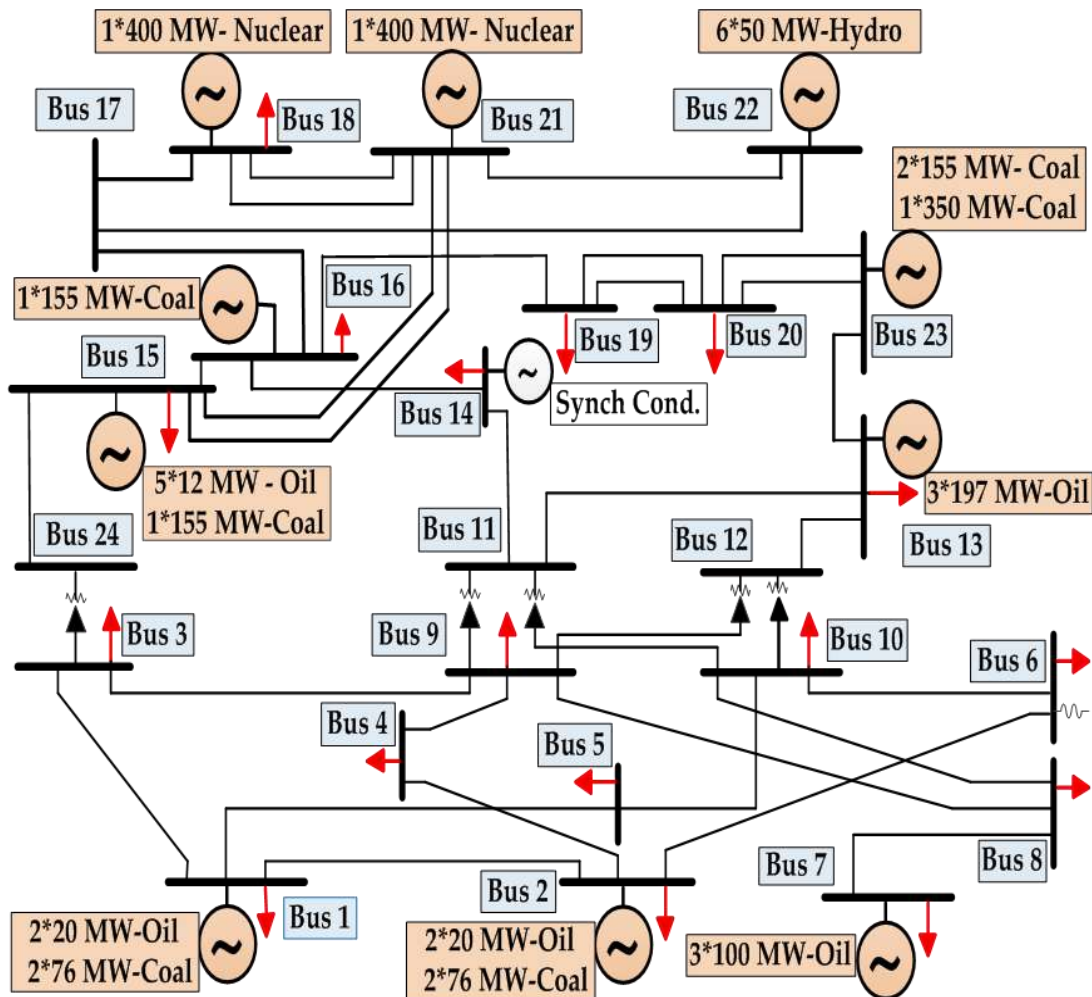 1*400 MW- Nuclear
1*400 MW- Nuclear
6*50 MW-Hydro
Bus 17
Bus 18
Bus 21
Bus 22
2*155 MW- Coal
1*350 MW-Coal
1*155 MW-Coal
Bus 16
Bus 15
Bus 19
Bus 20
Bus 23
Bus 14
Synch Cond.
5*12 MW - Oil
1*155 MW-Coal
3*197 MW-Oil
Bus 24
Bus 11
Bus 12
Bus 13
Bus 3
Bus 9
Bus 10
Bus 6
Bus 4
Bus 5
Bus 7
Bus 8
Bus 1
Bus 2
2*20 MW-Oil
2*76 MW-Coal
2*20 MW-Oil
2*76 MW-Coal
3*100 MW-Oil